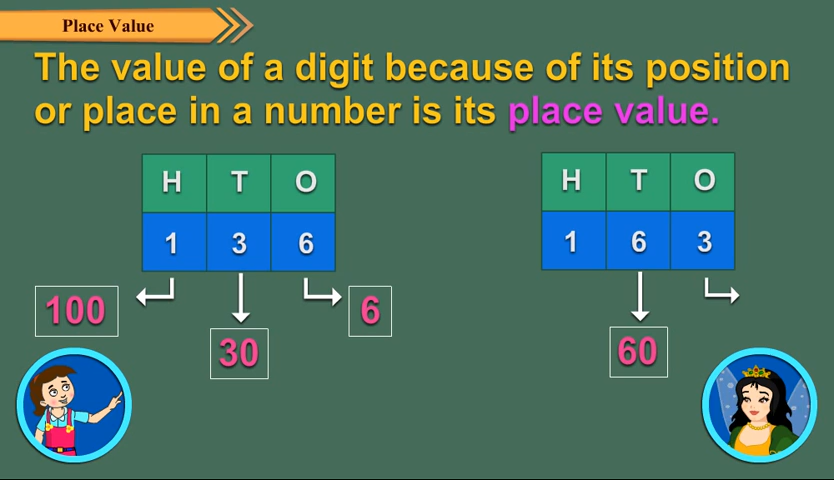 Place Value
The value of a digit because of its position
or place in a number is its place value.
H T O
1 3 6
100
30
6
H T O
1 6 3
60